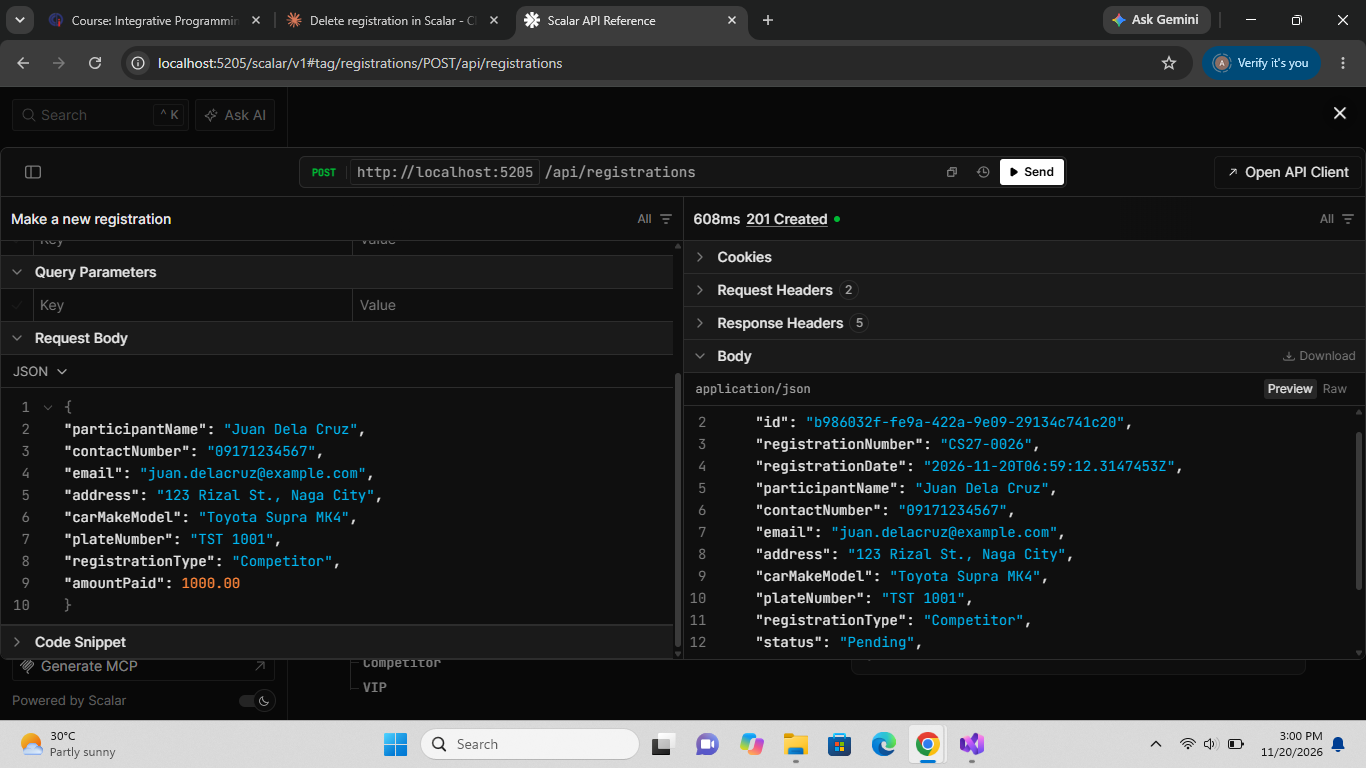 Course: Integrative Programmin
Delete registration in Scalar - Cl
Scalar API Reference
Ask Gemini
localhost:5205/scalar/v1#tag/registrations/POST/api/registrations
Verify it's you
Search
^ K
Ask AI
POST http://localhost:5205 /api/registrations
Send
Open API Client
Make a new registration
All
Key Value
Query Parameters
Key Value
Request Body
JSON
1 {
2 "participantName": "Juan Dela Cruz",
3 "contactNumber": "09171234567",
4 "email": "juan.delacruz@example.com",
5 "address": "123 Rizal St., Naga City",
6 "carMakeModel": "Toyota Supra MK4",
7 "plateNumber": "TST 1001",
8 "registrationType": "Competitor",
9 "amountPaid": 1000.00
10 }
Code Snippet
608ms 201 Created
All
Cookies
Request Headers 2
Response Headers 5
Body
Download
application/json
Preview Raw
2 "id": "b986032f-fe9a-422a-9e09-29134c741c20",
3 "registrationNumber": "CS27-0026",
4 "registrationDate": "2026-11-20T06:59:12.3147453Z",
5 "participantName": "Juan Dela Cruz",
6 "contactNumber": "09171234567",
7 "email": "juan.delacruz@example.com",
8 "address": "123 Rizal St., Naga City",
9 "carMakeModel": "Toyota Supra MK4",
10 "plateNumber": "TST 1001",
11 "registrationType": "Competitor",
12 "status": "Pending",
Generate MCP
Competitor
VIP
Powered by Scalar
30°C
Partly sunny
Search
3:00 PM
11/20/2026